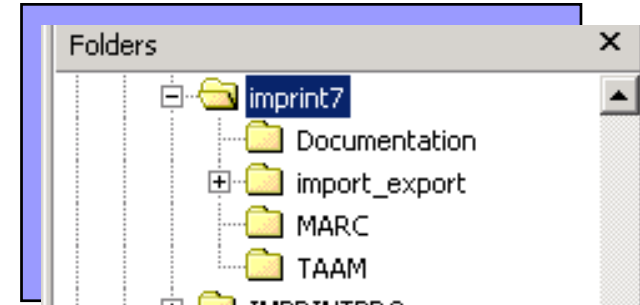 Folders
imprint7
Documentation
import_export
MARC
TAAM